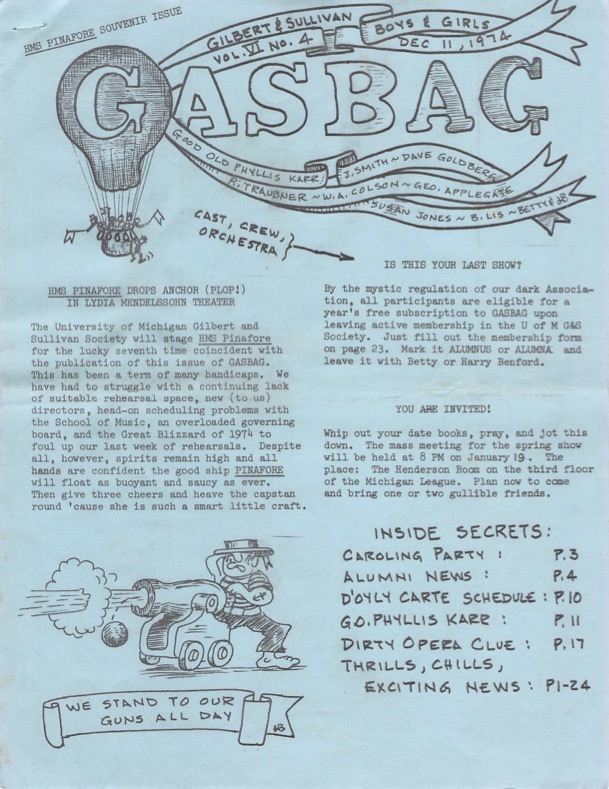 HMS PINAFORE SOUVENIR ISSUE
GILBERT & SULLIVAN BOYS & GIRLS
VOL. VI NO. 4 DEC 11, 1974
GASBAG
GOOD OLD PHYLLIS KARR! J. SMITH ~ DAVE GOLDBERG
R. TRAUBNER ~ W.A. COLSON ~ GEO. APPLEGATE
SUSAN JONES ~ B. LIS ~ BETTY & HB
CAST, CREW,
ORCHESTRA
HMS PINAFORE DROPS ANCHOR (PLOP!)
IN LYDIA MENDELSSOHN THEATER
The University of Michigan Gilbert and
Sullivan Society will stage HMS Pinafore
for the lucky seventh time coincident with
the publication of this issue of GASBAG.
This has been a term of many handicaps. We
have had to struggle with a continuing lack
of suitable rehearsal space, new (to us)
directors, head-on scheduling problems with
the School of Music, an overloaded governing
board, and the Great Blizzard of 1974 to
foul up our last week of rehearsals. Despite
all, however, spirits remain high and all
hands are confident the good ship PINAFORE
will float as buoyant and saucy as ever.
Then give three cheers and heave the capstan
round 'cause she is such a smart little craft.
WE STAND TO OUR
GUNS ALL DAY
HB
IS THIS YOUR LAST SHOW?
By the mystic regulation of our dark Associa-
tion, all participants are eligible for a
year's free subscription to GASBAG upon
leaving active membership in the U of M G&S
Society. Just fill out the membership form
on page 23. Mark it ALUMNUS or ALUMNA and
leave it with Betty or Harry Benford.
YOU ARE INVITED!
Whip out your date books, pray, and jot this
down. The mass meeting for the spring show
will be held at 8 PM on January 19. The
place: The Henderson Room on the third floor
of the Michigan League. Plan now to come
and bring one or two gullible friends.
INSIDE SECRETS:
CAROLING PARTY : P.3
ALUMNI NEWS : P.4
D'OYLY CARTE SCHEDULE : P.10
G.O. PHYLLIS KARR : P.11
DIRTY OPERA CLUE : P.17
THRILLS, CHILLS,
EXCITING NEWS : P1-24